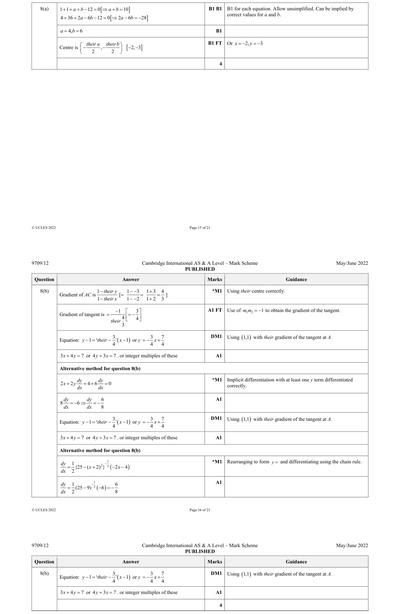 8(a)
1+1+a+b−12=0[⇒a+b=10]
4+36+2a−6b−12=0[⇒2a−6b=−28]
B1 B1
B1 for each equation. Allow unsimplified. Can be implied by correct values for a and b.
a=4,b=6
B1
Centre is (−their a/2, −their b/2) [−2,−3]
B1 FT
Or x=−2, y=−3
4
© UCLES 2022
Page 15 of 21
9709/12
Cambridge International AS & A Level – Mark Scheme
May/June 2022
PUBLISHED
Question
Answer
Marks
Guidance
8(b)
Gradient of AC is (1−their y)/(1−their x) [= (1−−3)/(1−−2) = (1+3)/(1+2) = 4/3]
*M1
Using their centre correctly.
Gradient of tangent is = −1/(their 4/3) [= −3/4]
A1 FT
Use of m₁m₂=−1 to obtain the gradient of the tangent.
Equation: y−1='their −3/4'(x−1) or y=−3/4x+7/4
DM1
Using (1,1) with their gradient of the tangent at A.
3x+4y=7 or 4y+3x=7. or integer multiples of these
A1
Alternative method for question 8(b)
2x+2y dy/dx+4+6 dy/dx=0
*M1
Implicit differentiation with at least one y term differentiated correctly.
8 dy/dx=−6⇒dy/dx=−6/8
A1
Equation: y−1='their −3/4'(x−1) or y=−3/4x+7/4
DM1
Using (1,1) with their gradient of the tangent at A.
3x+4y=7 or 4y+3x=7. or integer multiples of these
A1
Alternative method for question 8(b)
dy/dx=1/2(25−(x+2)²)^(−1/2)(−2x−4)
*M1
Rearranging to form y= and differentiating using the chain rule.
dy/dx=1/2(25−9)^(−1/2)(−6)=−6/8
A1
© UCLES 2022
Page 16 of 21
9709/12
Cambridge International AS & A Level – Mark Scheme
May/June 2022
PUBLISHED
Question
Answer
Marks
Guidance
8(b)
Equation: y−1='their −3/4'(x−1) or y=−3/4x+7/4
DM1
Using (1,1) with their gradient of the tangent at A.
3x+4y=7 or 4y+3x=7. or integer multiples of these
A1
4